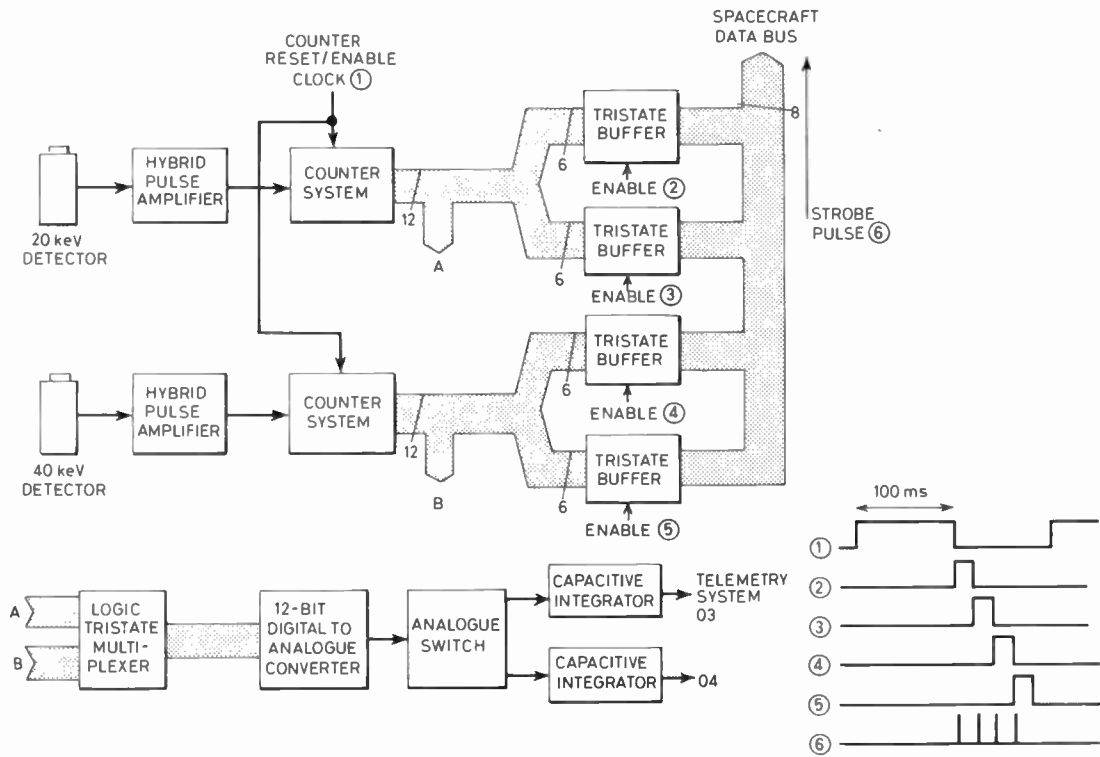 SPACECRAFT
DATA BUS
COUNTER
RESET/ENABLE
CLOCK ①
TRISTATE
BUFFER
8
6
ENABLE ②
HYBRID
PULSE
AMPLIFIER
COUNTER
SYSTEM
12
20 keV
DETECTOR
A
6
TRISTATE
BUFFER
STROBE
PULSE ⑥
ENABLE ③
TRISTATE
BUFFER
6
ENABLE ④
HYBRID
PULSE
AMPLIFIER
COUNTER
SYSTEM
12
40 keV
DETECTOR
B
6
TRISTATE
BUFFER
ENABLE ⑤
100 ms
①
②
③
④
⑤
⑥
A
B
LOGIC
TRISTATE
MULTI-
PLEXER
12-BIT
DIGITAL TO
ANALOGUE
CONVERTER
ANALOGUE
SWITCH
CAPACITIVE
INTEGRATOR
TELEMETRY
SYSTEM
03
CAPACITIVE
INTEGRATOR
04